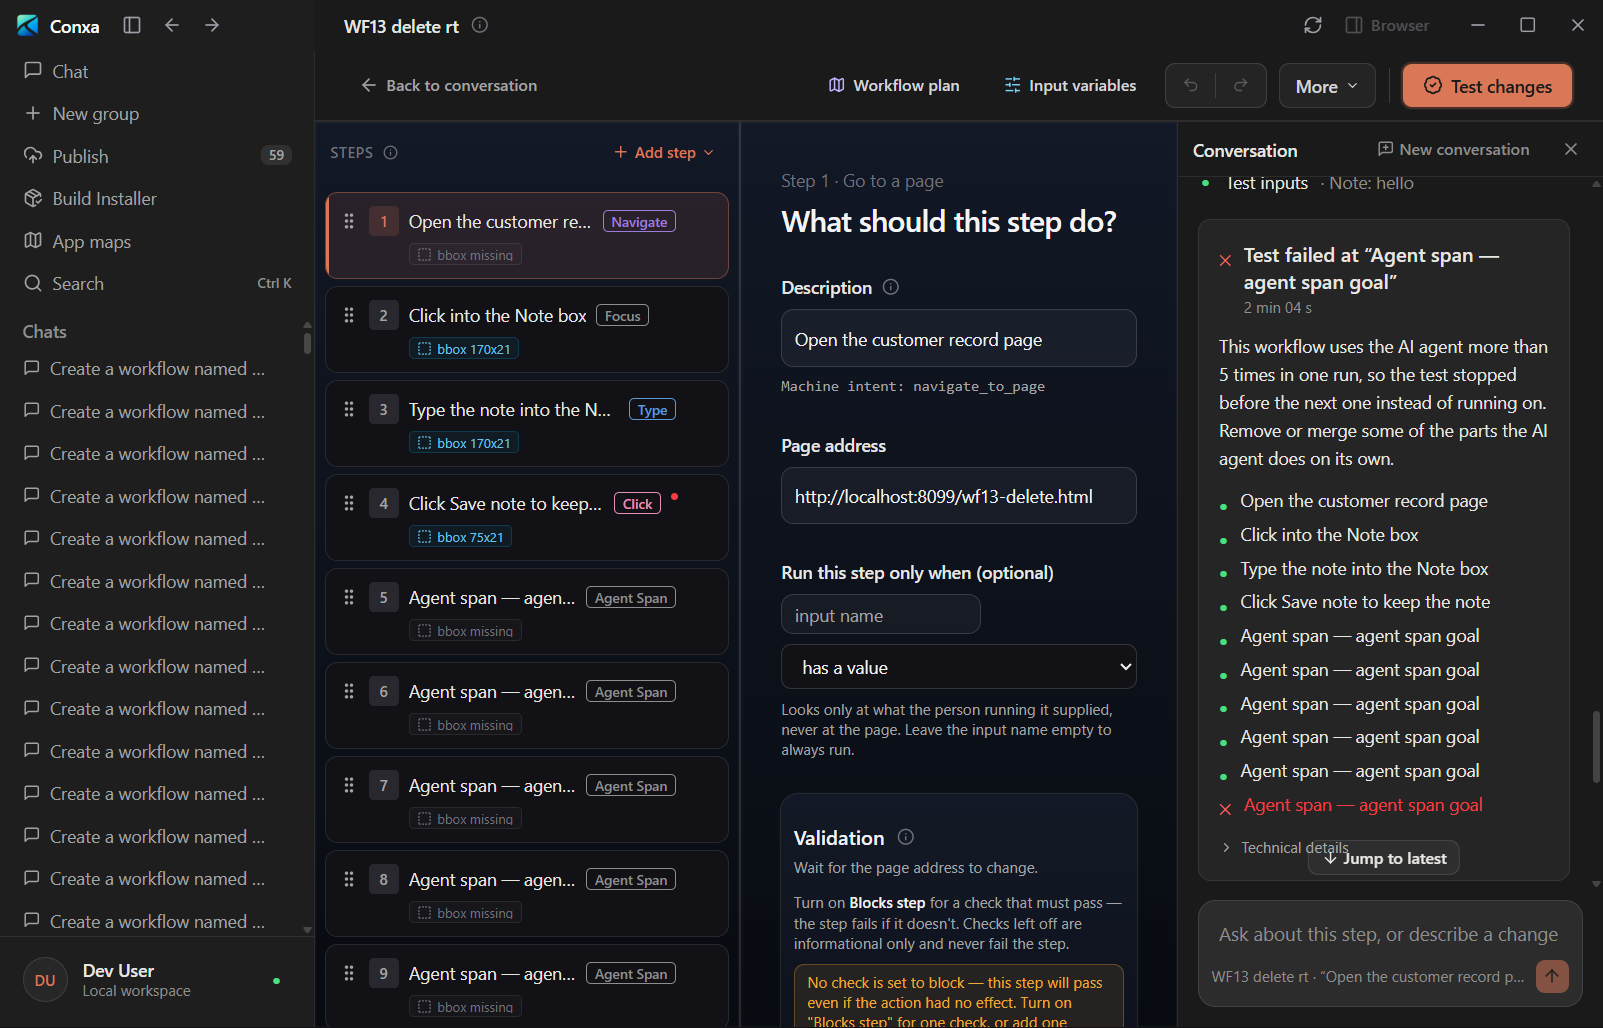 Conxa
WF13 delete rt
Browser
Chat
New group
Publish
59
Build Installer
App maps
Search
Ctrl K
Chats
Create a workflow named ...
Create a workflow named ...
Create a workflow named ...
Create a workflow named ...
Create a workflow named ...
Create a workflow named ...
Create a workflow named ...
Create a workflow named ...
Create a workflow named ...
Create a workflow named ...
Create a workflow named ...
Create a workflow named ...
Create a workflow named ...
Create a workflow named ...
DU
Dev User
Local workspace
Back to conversation
Workflow plan
Input variables
More
Test changes
STEPS
Add step
1
Open the customer re...
Navigate
bbox missing
2
Click into the Note box
Focus
bbox 170x21
3
Type the note into the N...
Type
bbox 170x21
4
Click Save note to keep...
Click
bbox 75x21
5
Agent span — agen...
Agent Span
bbox missing
6
Agent span — agen...
Agent Span
bbox missing
7
Agent span — agen...
Agent Span
bbox missing
8
Agent span — agen...
Agent Span
bbox missing
9
Agent span — agen...
Agent Span
bbox missing
Step 1 · Go to a page
What should this step do?
Description
Open the customer record page
Machine intent: navigate_to_page
Page address
http://localhost:8099/wf13-delete.html
Run this step only when (optional)
input name
has a value
Looks only at what the person running it supplied,
never at the page. Leave the input name empty to
always run.
Validation
Wait for the page address to change.
Turn on Blocks step for a check that must pass —
the step fails if it doesn't. Checks left off are
informational only and never fail the step.
No check is set to block — this step will pass
even if the action had no effect. Turn on
"Blocks step" for one check, or add one
Conversation
New conversation
Test inputs · Note: hello
Test failed at “Agent span —
agent span goal”
2 min 04 s
This workflow uses the AI agent more than
5 times in one run, so the test stopped
before the next one instead of running on.
Remove or merge some of the parts the AI
agent does on its own.
Open the customer record page
Click into the Note box
Type the note into the Note box
Click Save note to keep the note
Agent span — agent span goal
Agent span — agent span goal
Agent span — agent span goal
Agent span — agent span goal
Agent span — agent span goal
Agent span — agent span goal
Technical details
Jump to latest
Ask about this step, or describe a change
WF13 delete rt · “Open the customer record p...